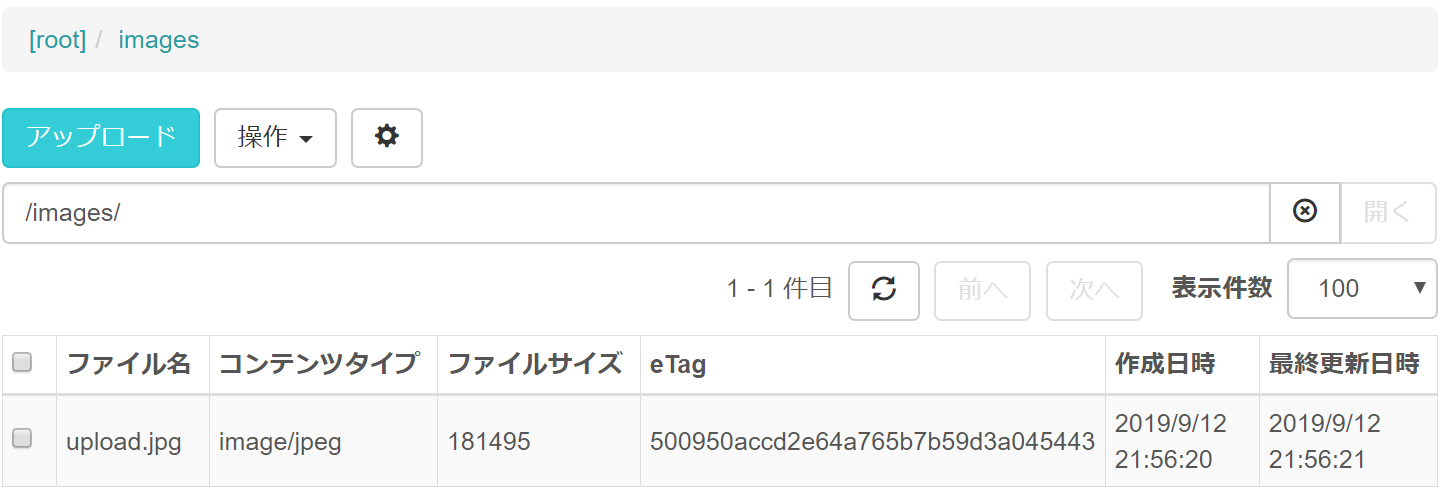 [root] / images
アップロード 操作
/images/ 開く
1 - 1 件目 前へ 次へ 表示件数 100
ファイル名 コンテンツタイプ ファイルサイズ eTag 作成日時 最終更新日時
upload.jpg image/jpeg 181495 500950accd2e64a765b7b59d3a045443 2019/9/12 2019/9/12
21:56:20 21:56:21